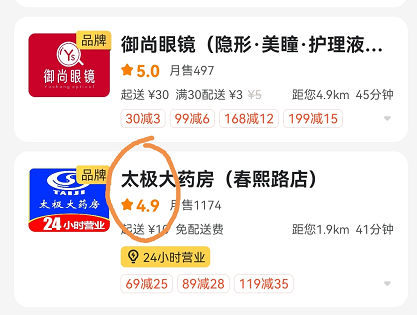 品牌
御尚眼镜（隐形·美瞳·护理液...
YS
御尚眼镜
Yushang optical
5.0 月售497
起送 ¥30 满30配送 ¥3 ¥5 距您4.9km 45分钟
30减3 99减6 168减12 199减15
品牌
太极大药房（春熙路店）
TAIJI
太极大药房
24小时营业
4.9 月售1174
起送 ¥10 免配送费 距您1.9km 41分钟
24小时营业
69减25 89减28 119减35